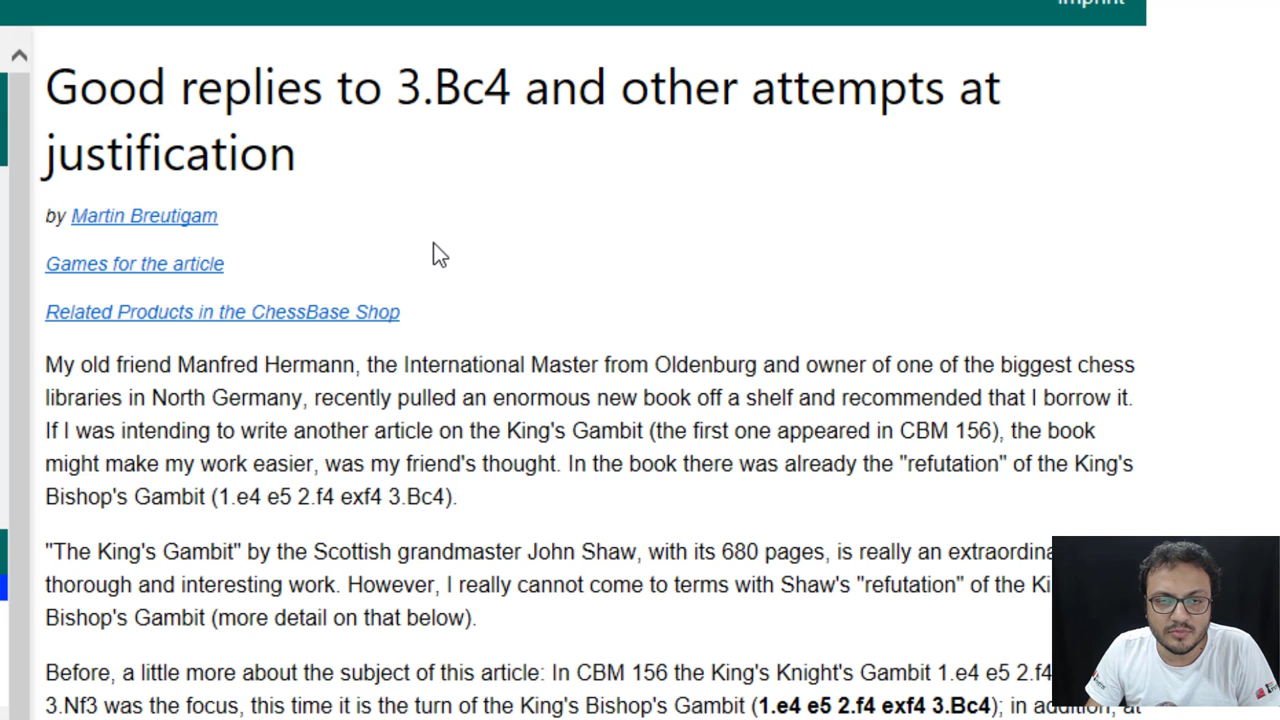 Imprint
Good replies to 3.Bc4 and other attempts at
justification
by Martin Breutigam
Games for the article
Related Products in the ChessBase Shop
My old friend Manfred Hermann, the International Master from Oldenburg and owner of one of the biggest chess
libraries in North Germany, recently pulled an enormous new book off a shelf and recommended that I borrow it.
If I was intending to write another article on the King's Gambit (the first one appeared in CBM 156), the book
might make my work easier, was my friend's thought. In the book there was already the "refutation" of the King's
Bishop's Gambit (1.e4 e5 2.f4 exf4 3.Bc4).
"The King's Gambit" by the Scottish grandmaster John Shaw, with its 680 pages, is really an
thorough and interesting work. However, I really cannot come to terms with Shaw's "refutation" of the
Bishop's Gambit (more detail on that below).
Before, a little more about the subject of this article: In CBM 156 the King's Knight's Gambit 1.e4 e5 2.f4
3.Nf3 was the focus, this time it is the turn of the King's Bishop's Gambit (1.e4 e5 2.f4 exf4 3.Bc4); in addition, at